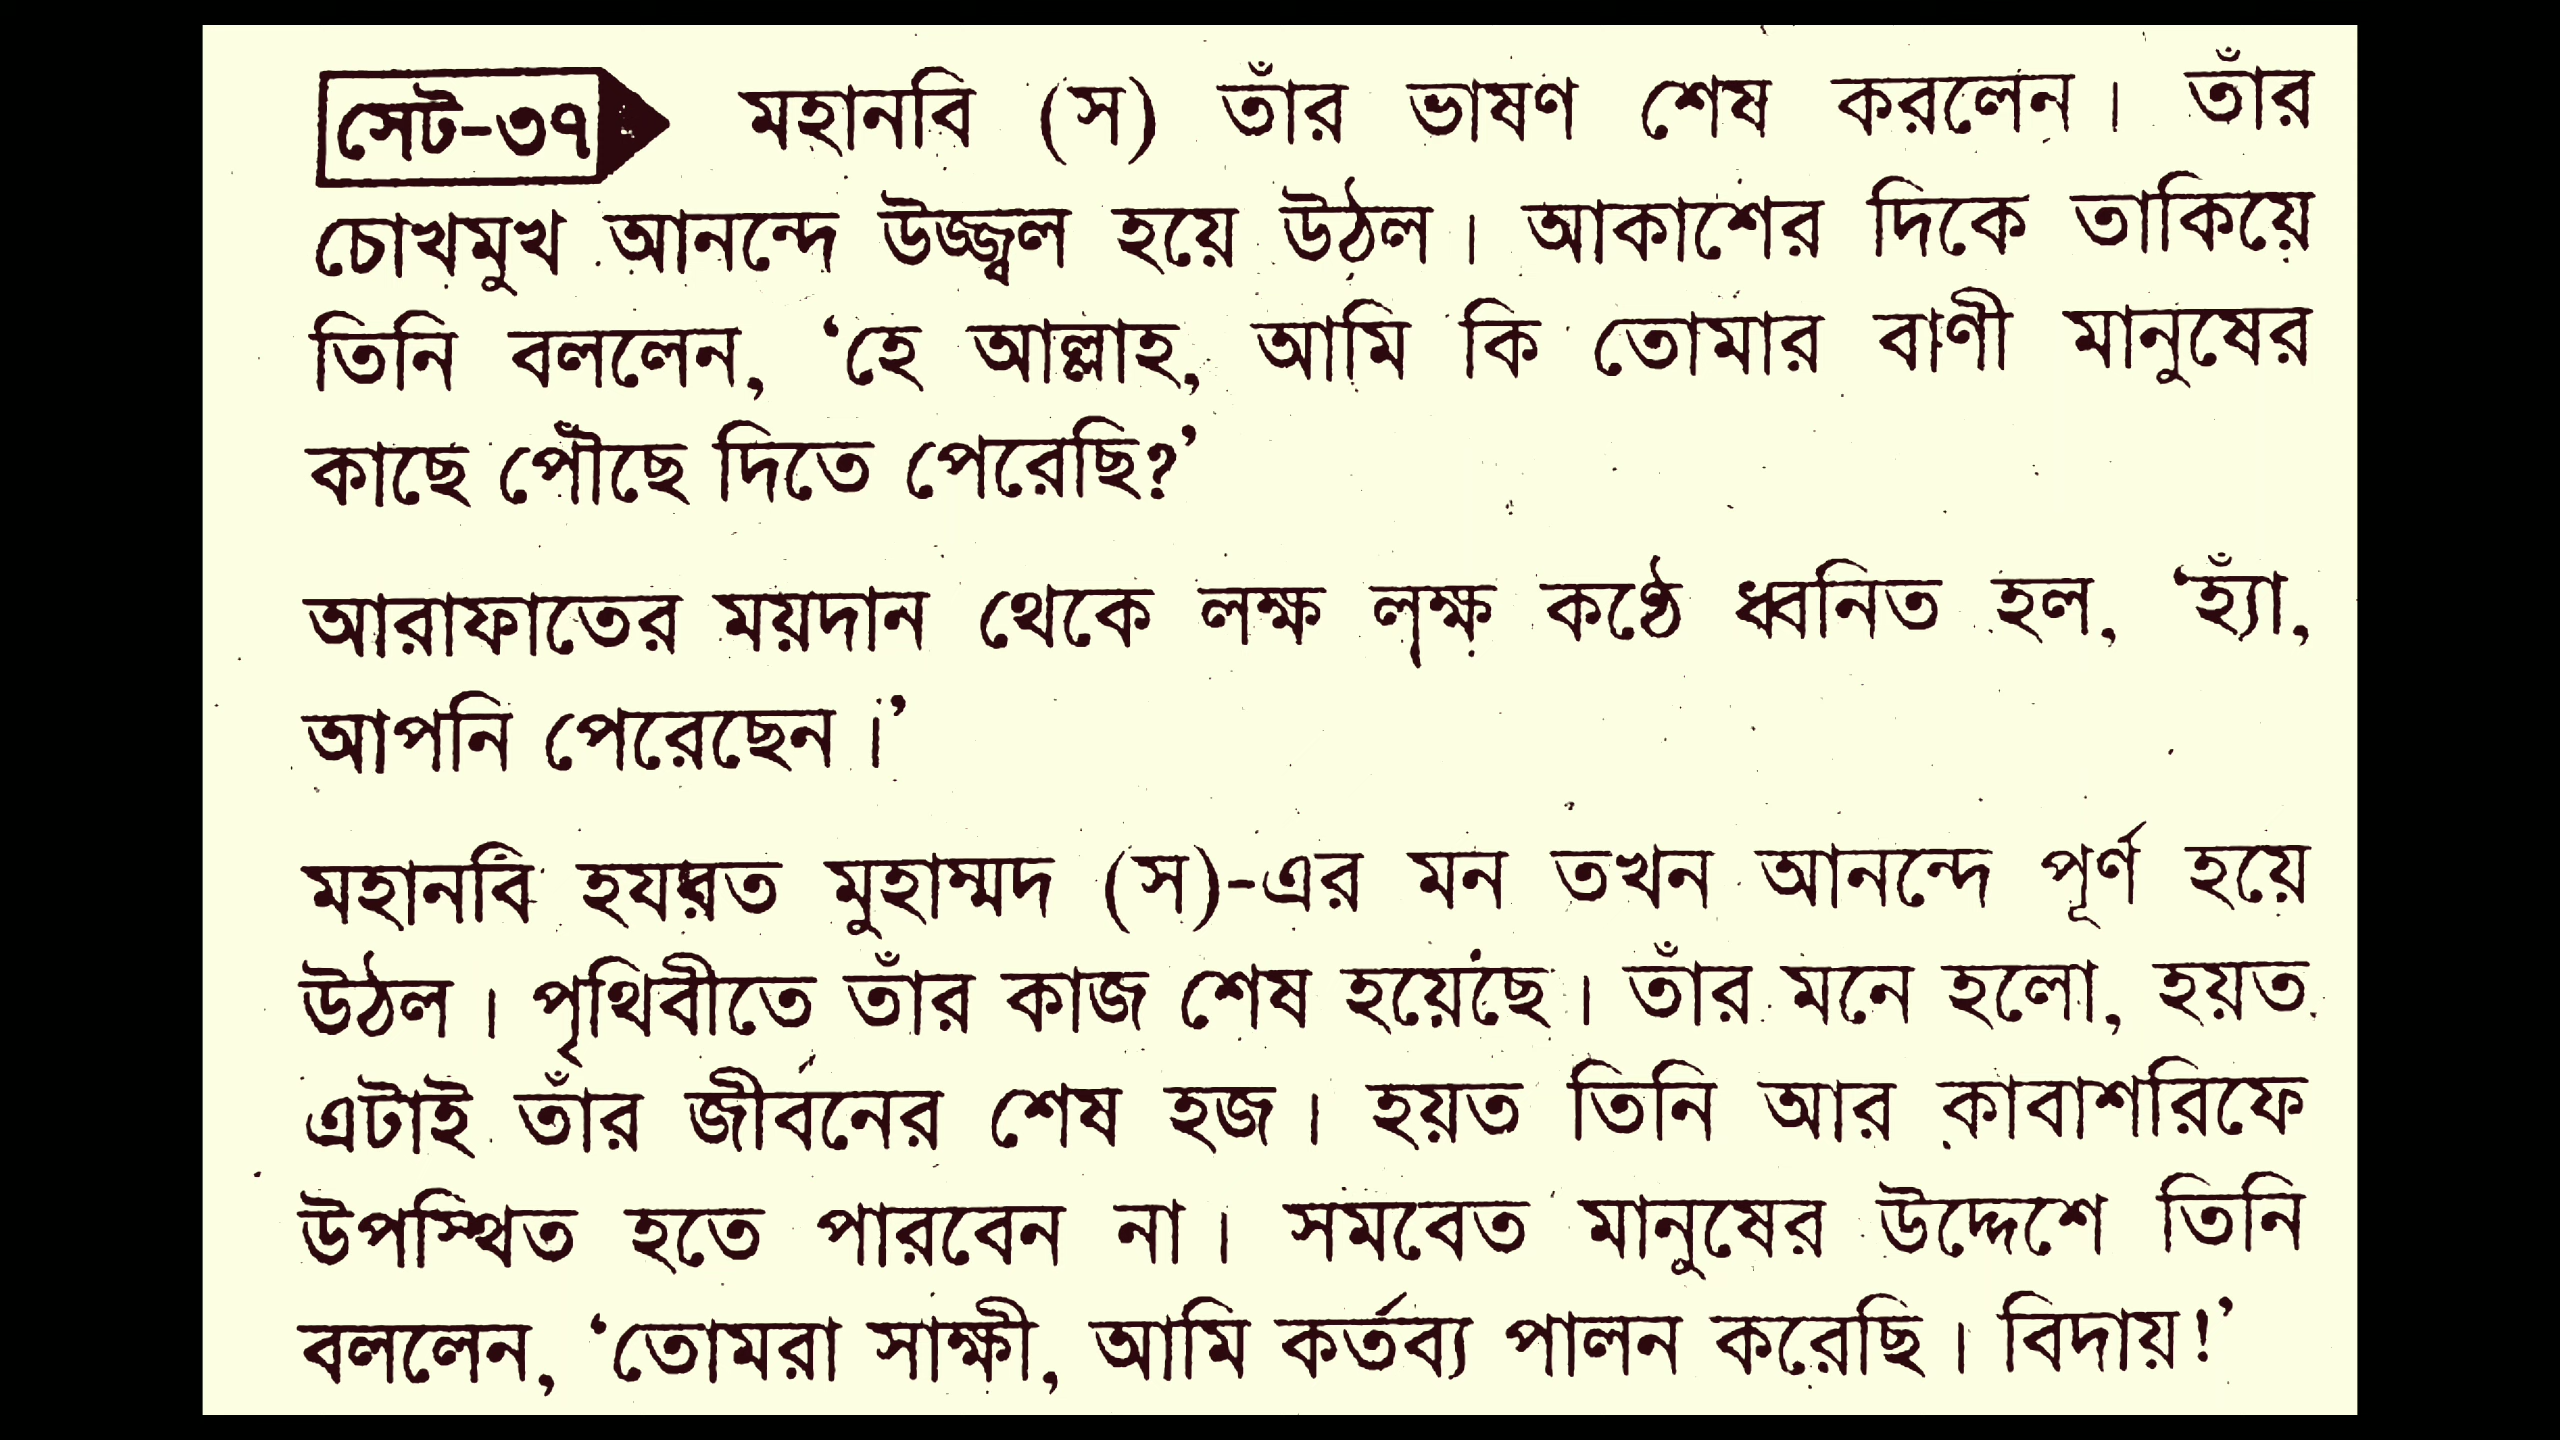 সেট-৩৭ মহানবি (স) তাঁর ভাষণ শেষ করলেন। তাঁর
চোখমুখ আনন্দে উজ্জ্বল হয়ে উঠল। আকাশের দিকে তাকিয়ে
তিনি বললেন, ‘হে আল্লাহ, আমি কি তোমার বাণী মানুষের
কাছে পৌঁছে দিতে পেরেছি?’
আরাফাতের ময়দান থেকে লক্ষ লক্ষ কণ্ঠে ধ্বনিত হল, ‘হ্যাঁ,
আপনি পেরেছেন।’
মহানবি হযরত মুহাম্মদ (স)-এর মন তখন আনন্দে পূর্ণ হয়ে
উঠল। পৃথিবীতে তাঁর কাজ শেষ হয়েছে। তাঁর মনে হলো, হয়ত
এটাই তাঁর জীবনের শেষ হজ। হয়ত তিনি আর কাবাশরিফে
উপস্থিত হতে পারবেন না। সমবেত মানুষের উদ্দেশে তিনি
বললেন, ‘তোমরা সাক্ষী, আমি কর্তব্য পালন করেছি। বিদায়!’